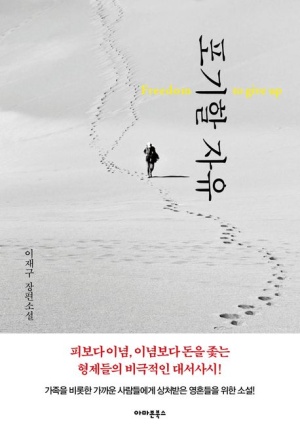 포기할 자유
Freedom to give up
이재구 장편소설
피보다 이념, 이념보다 돈을 좇는
형제들의 비극적인 대서사시!
가족을 비롯한 가까운 사람들에게 상처받은 영혼들을 위한 소설!
아마존북스